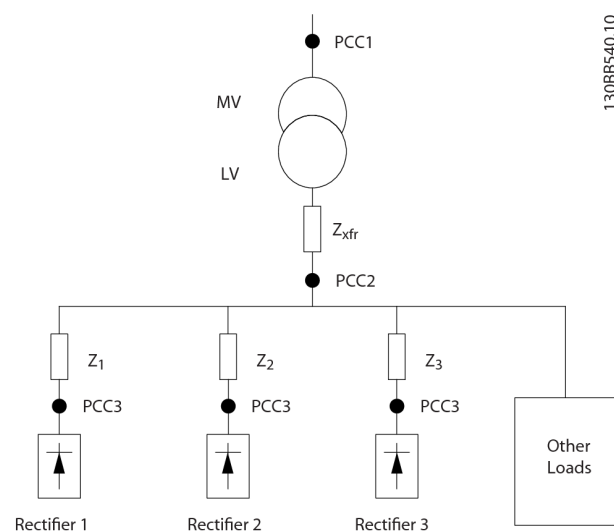 PCC1
130BB540.10
MV
LV
Zxfr
PCC2
Z1
Z2
Z3
PCC3
PCC3
PCC3
Other
Loads
Rectifier 1
Rectifier 2
Rectifier 3